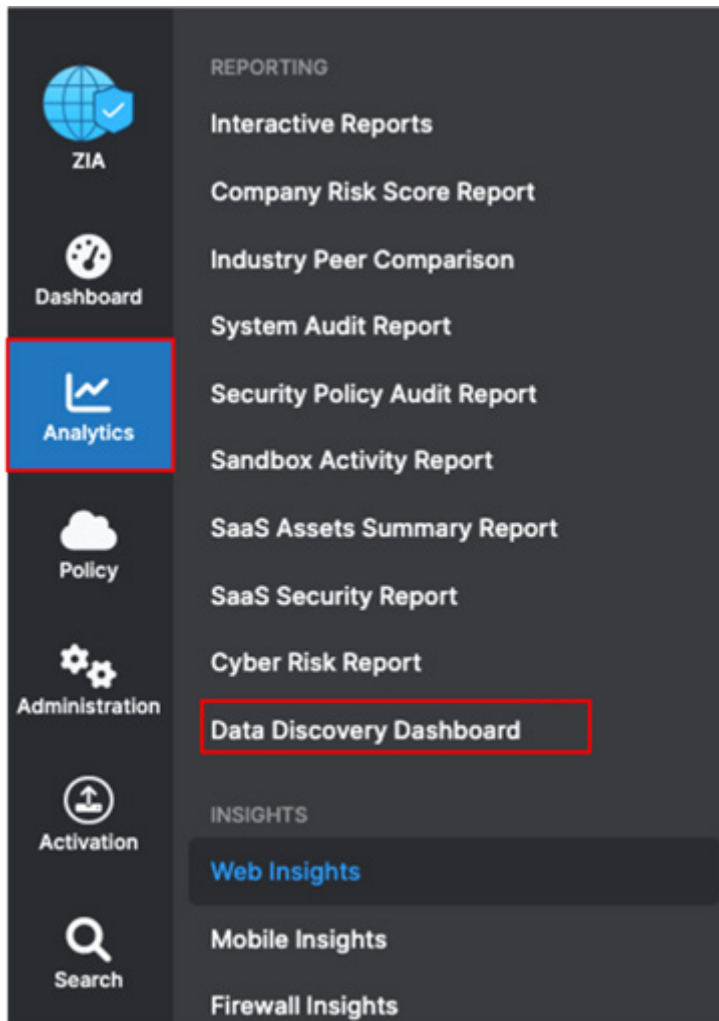 ZIA
Dashboard
Analytics
Policy
Administration
Activation
Search
REPORTING
Interactive Reports
Company Risk Score Report
Industry Peer Comparison
System Audit Report
Security Policy Audit Report
Sandbox Activity Report
SaaS Assets Summary Report
SaaS Security Report
Cyber Risk Report
Data Discovery Dashboard
INSIGHTS
Web Insights
Mobile Insights
Firewall Insights